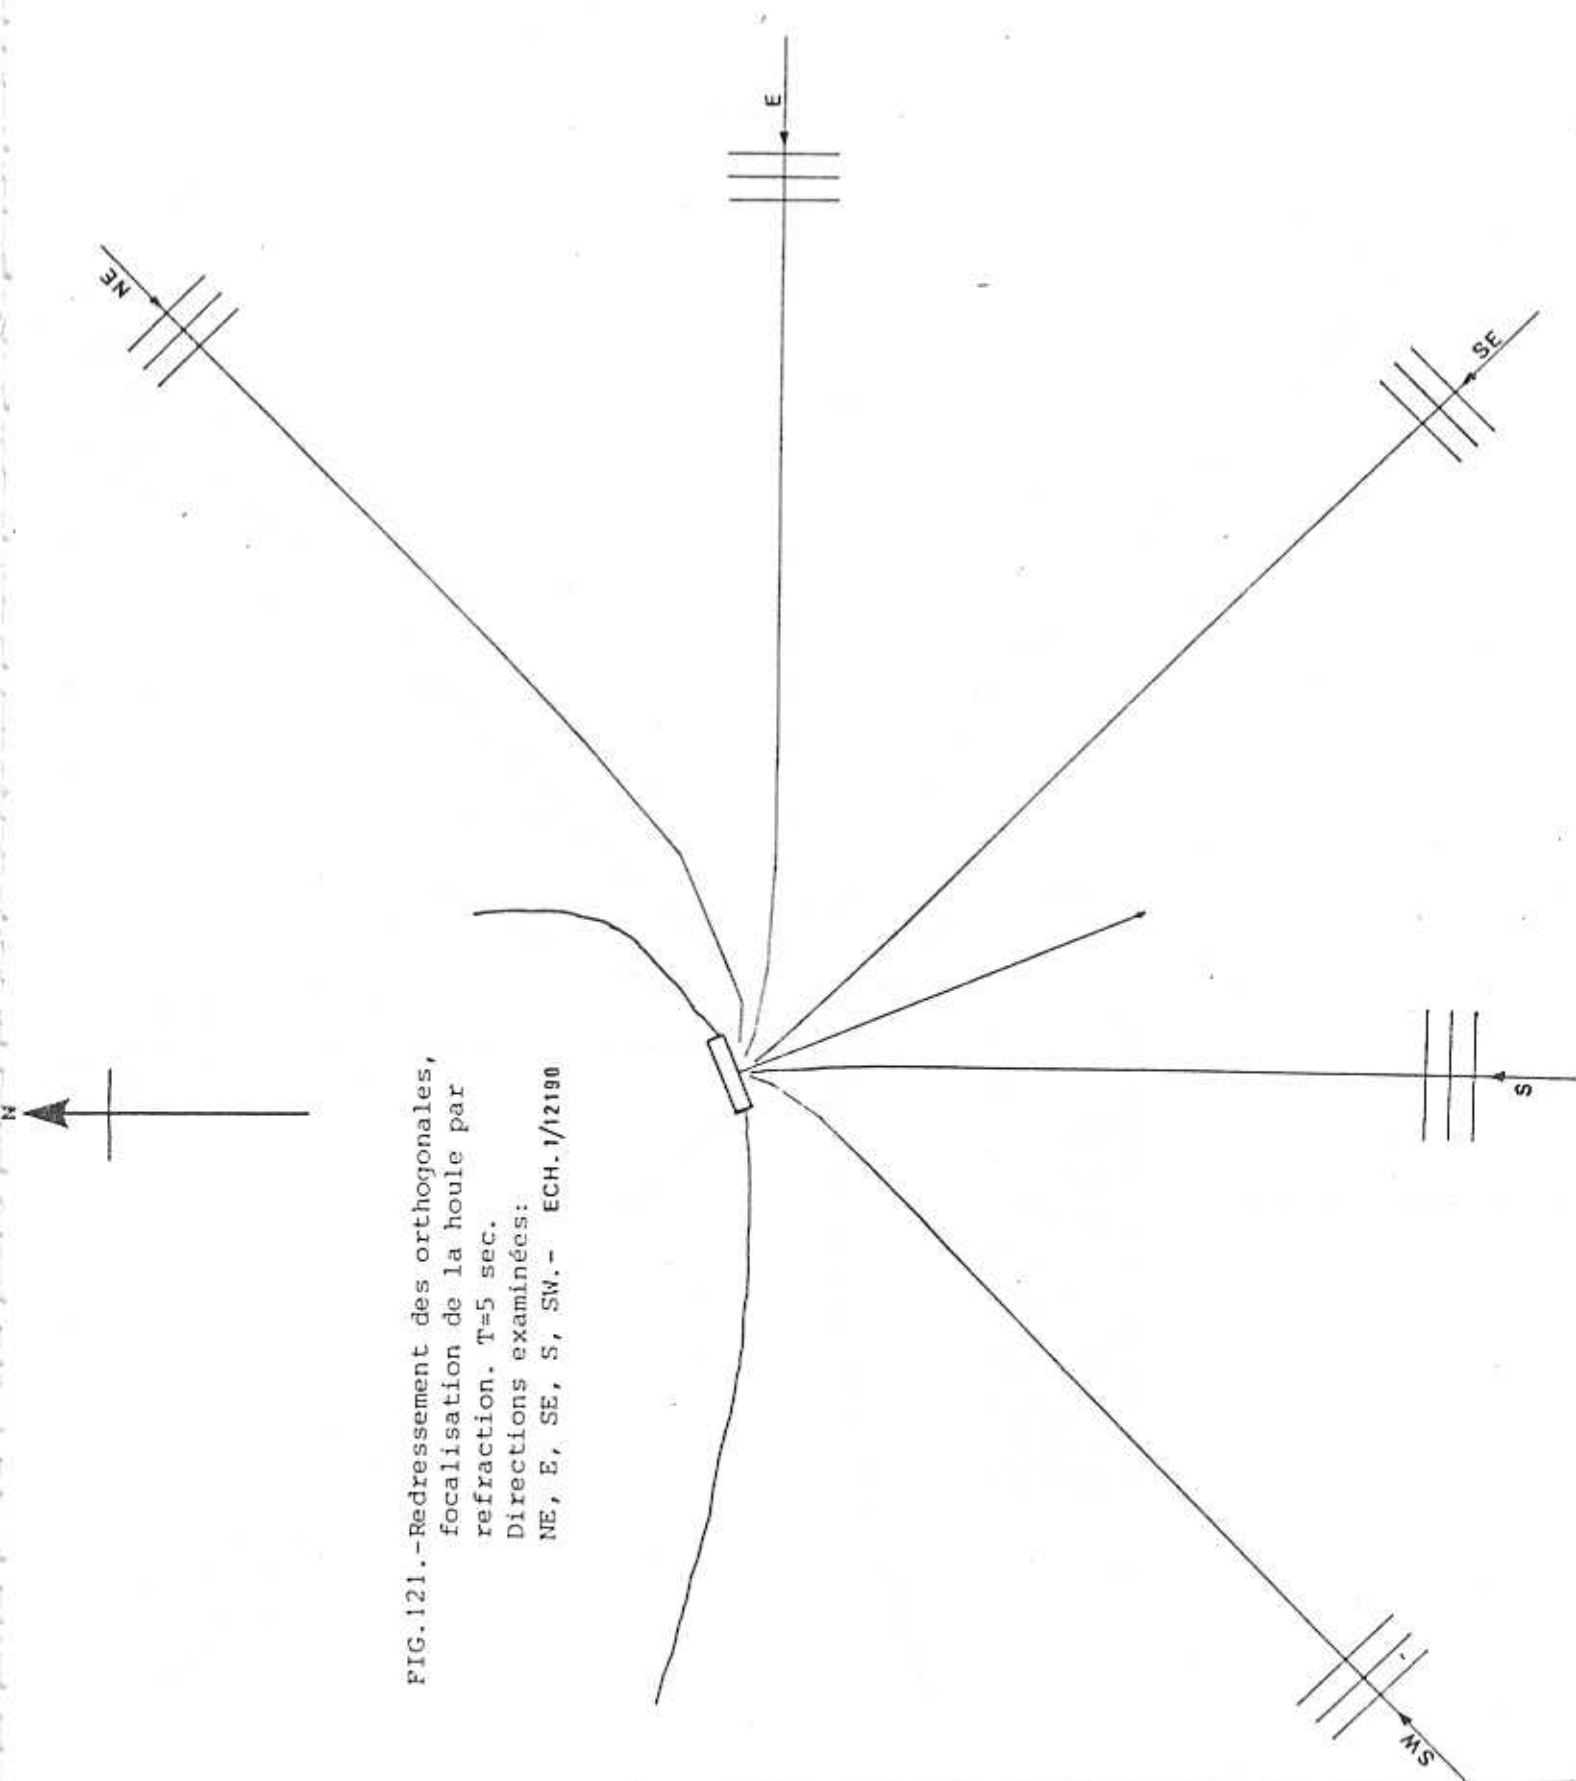 N
FIG.121.-Redressement des orthogonales,
focalisation de la houle par
refraction. T=5 sec.
Directions examinées:
NE, E, SE, S, SW.- ECH. 1/12190
NE
E
SE
S
SW